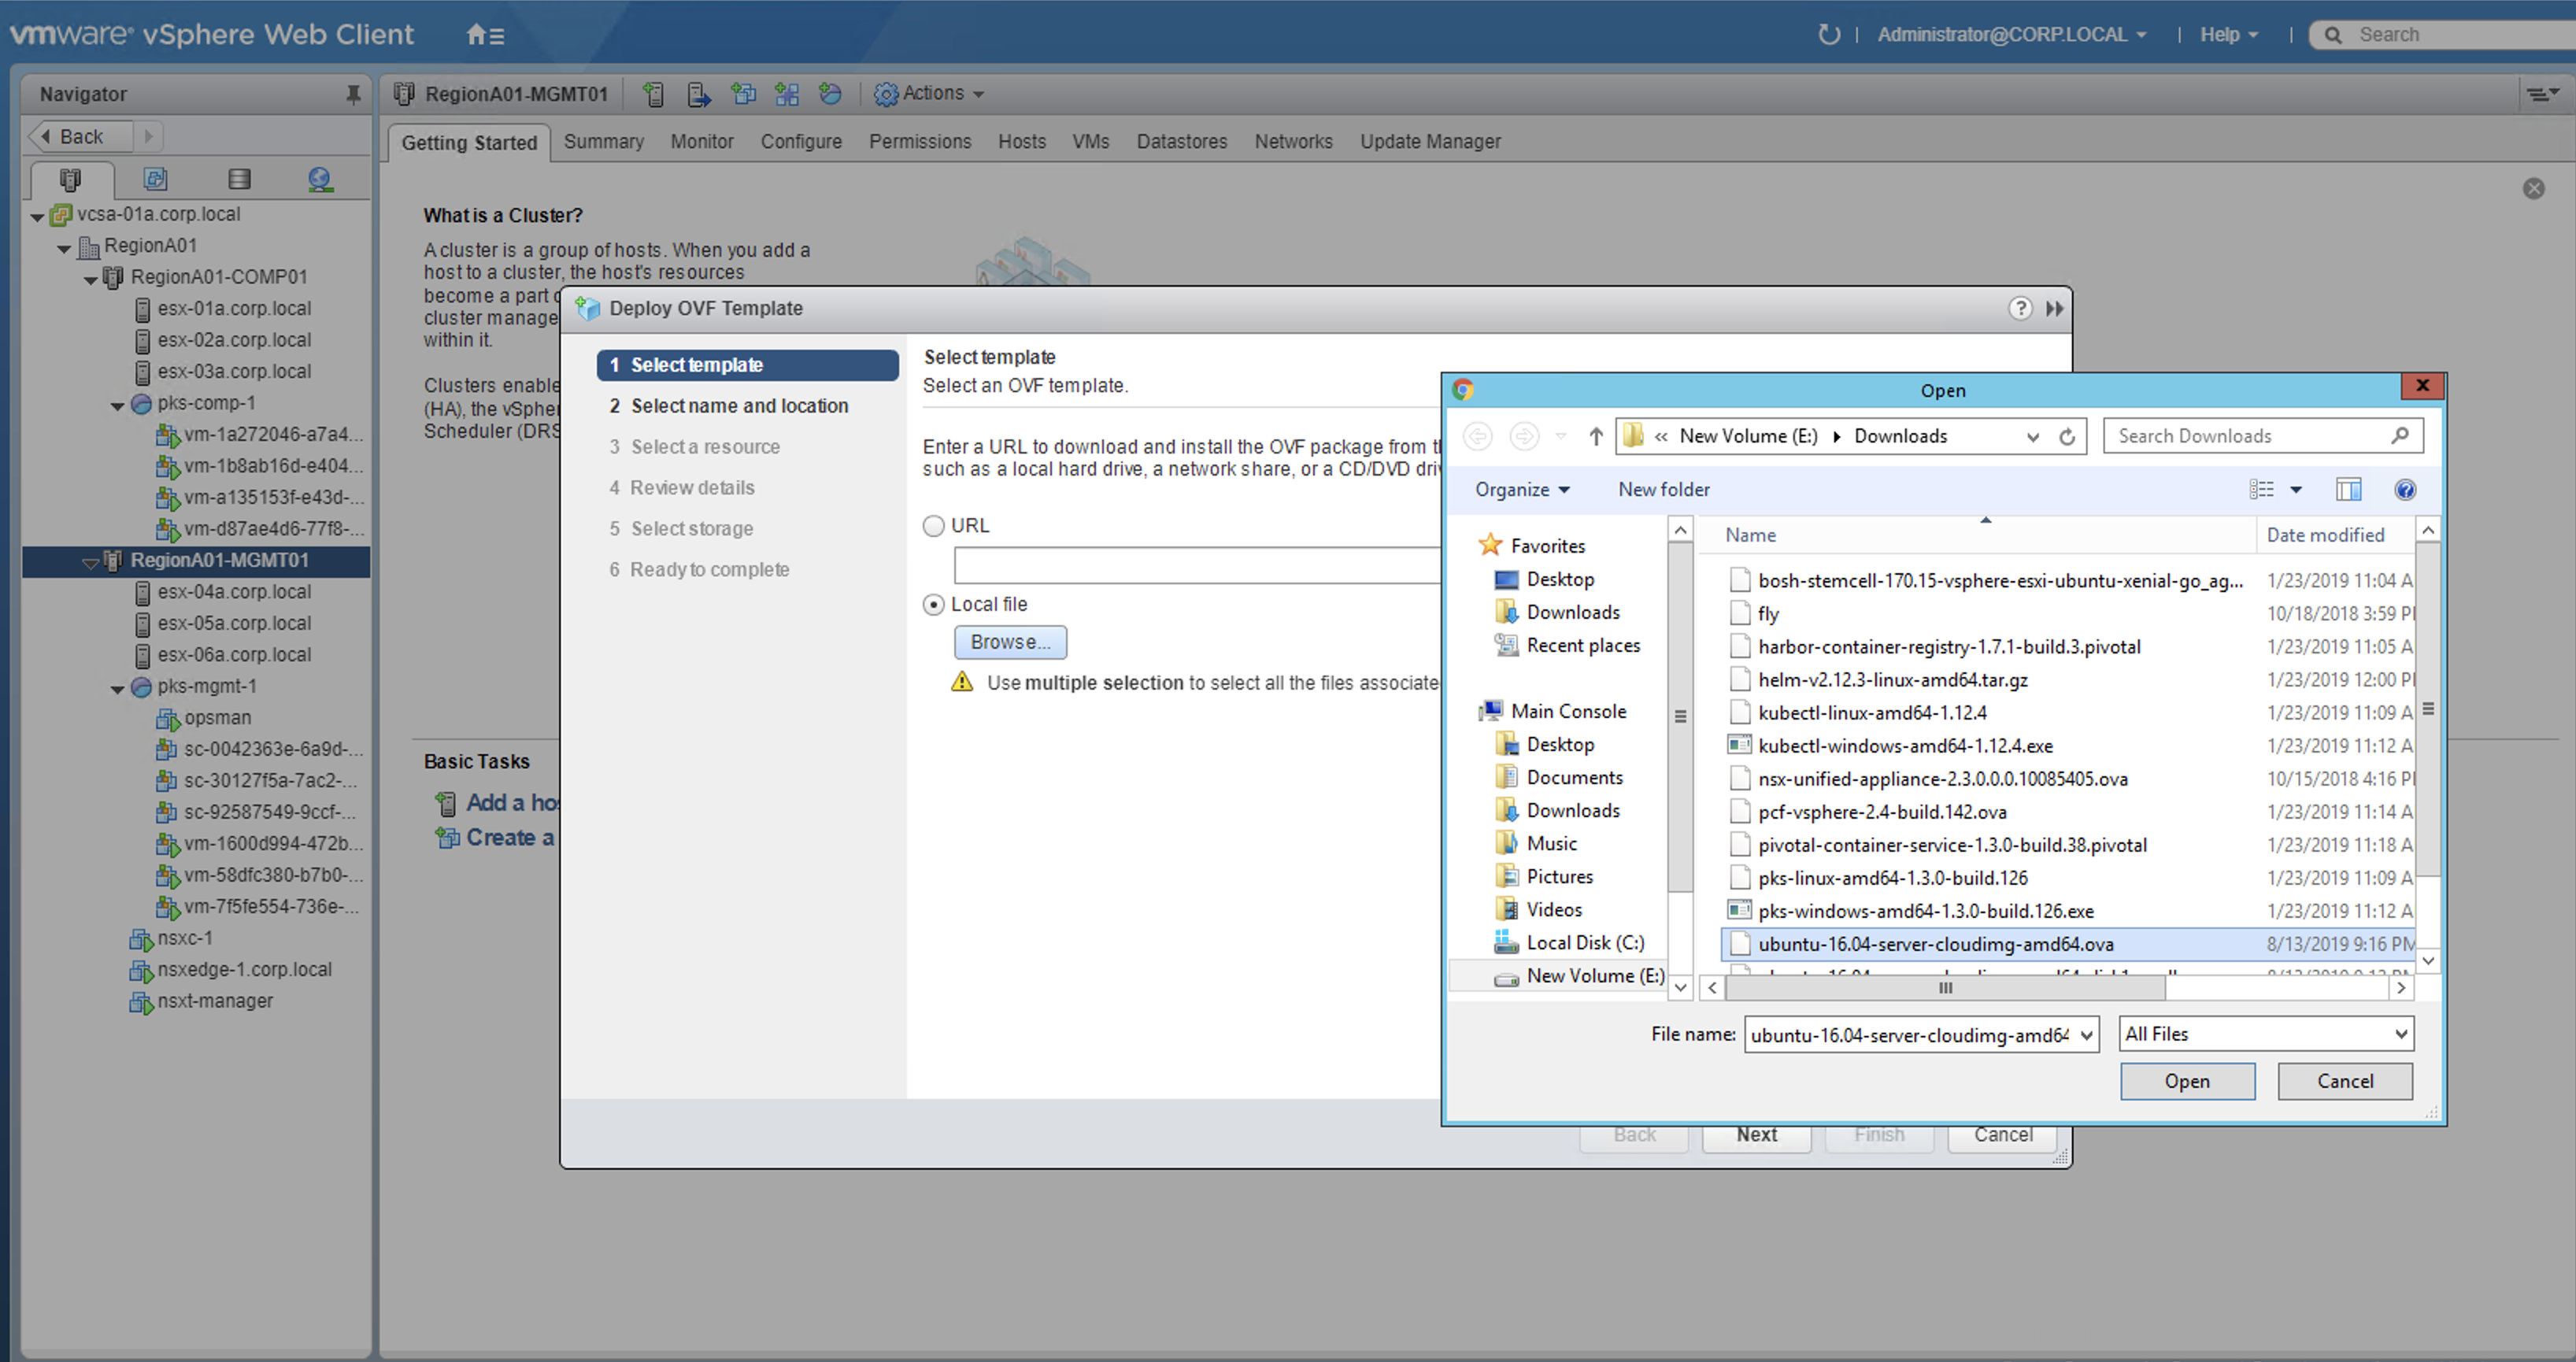 vmware® vSphere Web Client
Administrator@CORP.LOCAL
Help
Search
Navigator
Back
vcsa-01a.corp.local
RegionA01
RegionA01-COMP01
esx-01a.corp.local
esx-02a.corp.local
esx-03a.corp.local
pks-comp-1
vm-1a272046-a7a4...
vm-1b8ab16d-e404...
vm-a135153f-e43d-...
vm-d87ae4d6-77f8-...
RegionA01-MGMT01
esx-04a.corp.local
esx-05a.corp.local
esx-06a.corp.local
pks-mgmt-1
opsman
sc-0042363e-6a9d-...
sc-30127f5a-7ac2-...
sc-92587549-9ccf-...
vm-1600d994-472b...
vm-58dfc380-b7b0-...
vm-7f5fe554-736e-...
nsxc-1
nsxedge-1.corp.local
nsxt-manager
RegionA01-MGMT01
Actions
Getting Started Summary Monitor Configure Permissions Hosts VMs Datastores Networks Update Manager
What is a Cluster?
A cluster is a group of hosts. When you add a
host to a cluster, the host's resources
become a part
cluster manage
within it.
Clusters enable
(HA), the vSpher
Scheduler (DRS
Basic Tasks
Add a hos
Create a
Deploy OVF Template
1 Select template
2 Select name and location
3 Select a resource
4 Review details
5 Select storage
6 Ready to complete
Select template
Select an OVF template.
Enter a URL to download and install the OVF package from
such as a local hard drive, a network share, or a CD/DVD
URL
Local file
Browse...
Use multiple selection to select all the files associate
Back
Next
Finish
Cancel
Open
x
« New Volume (E:) Downloads
Search Downloads
Organize
New folder
Favorites
Desktop
Downloads
Recent places
Main Console
Desktop
Documents
Downloads
Music
Pictures
Videos
Local Disk (C:)
New Volume (E:)
Name Date modified
bosh-stemcell-170.15-vsphere-esxi-ubuntu-xenial-go_ag... 1/23/2019 11:04 A
fly 10/18/2018 3:59 P
harbor-container-registry-1.7.1-build.3.pivotal 1/23/2019 11:05 A
helm-v2.12.3-linux-amd64.tar.gz 1/23/2019 12:00 P
kubectl-linux-amd64-1.12.4 1/23/2019 11:09 A
kubectl-windows-amd64-1.12.4.exe 1/23/2019 11:12 A
nsx-unified-appliance-2.3.0.0.0.10085405.ova 10/15/2018 4:16 P
pcf-vsphere-2.4-build.142.ova 1/23/2019 11:14 A
pivotal-container-service-1.3.0-build.38.pivotal 1/23/2019 11:18 A
pks-linux-amd64-1.3.0-build.126 1/23/2019 11:09 A
pks-windows-amd64-1.3.0-build.126.exe 1/23/2019 11:12 A
ubuntu-16.04-server-cloudimg-amd64.ova 8/13/2019 9:16 PM
File name: ubuntu-16.04-server-cloudimg-amd64
All Files
Open
Cancel